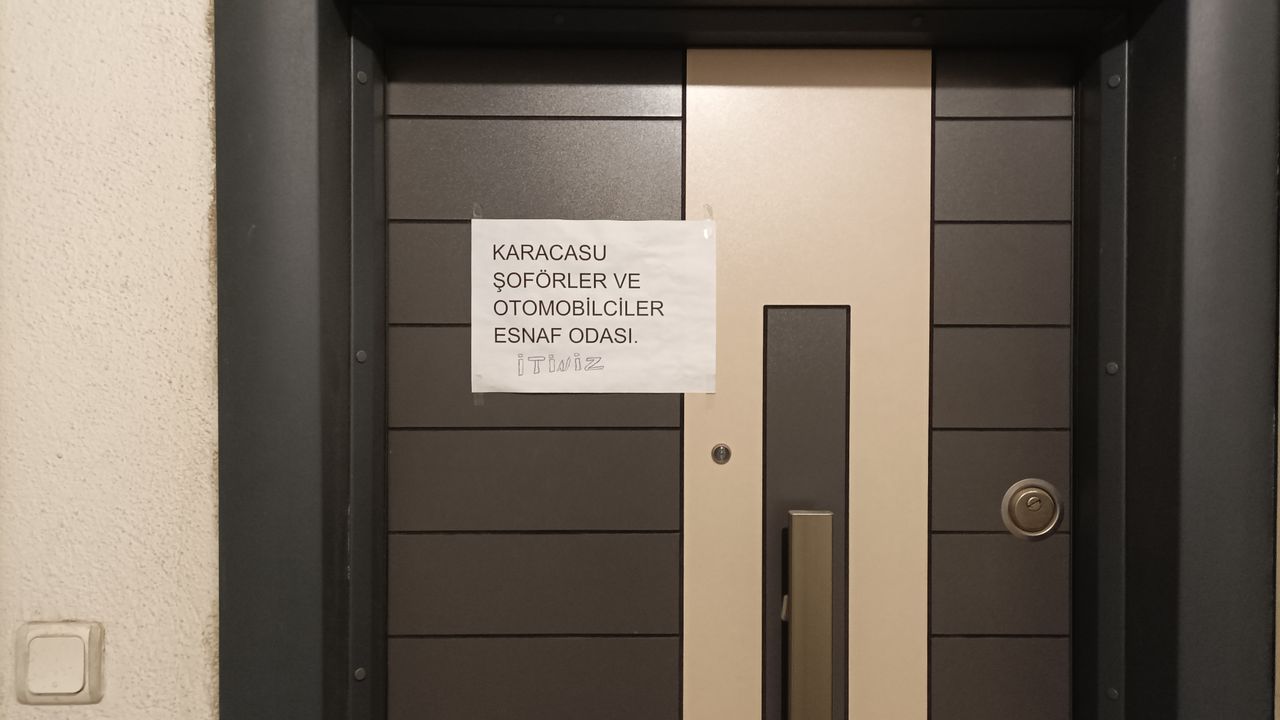 KARACASU
ŞOFÖRLER VE
OTOMOBİLCİLER
ESNAF ODASI.
İTİNİZ